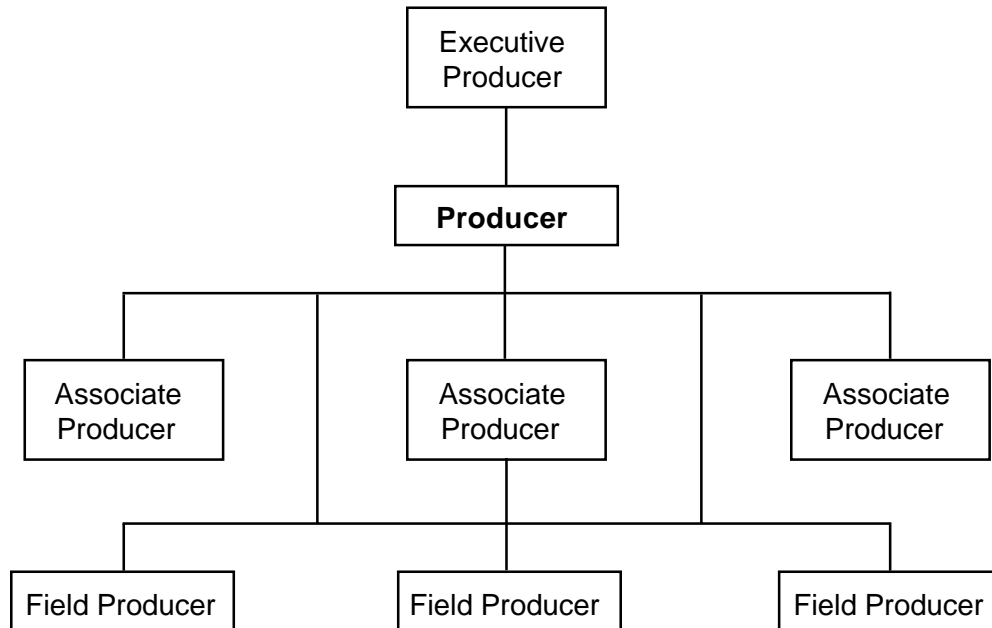 Executive
Producer
Producer
Associate
Producer
Associate
Producer
Associate
Producer
Field Producer
Field Producer
Field Producer